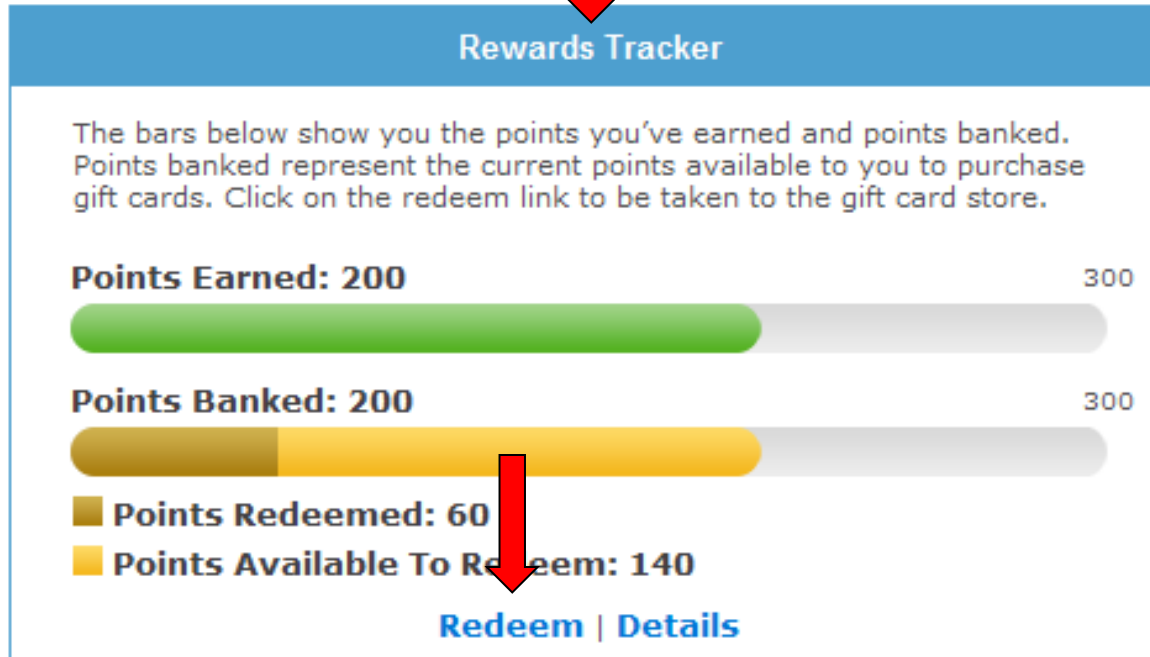 Rewards Tracker
The bars below show you the points you've earned and points banked.
Points banked represent the current points available to you to purchase
gift cards. Click on the redeem link to be taken to the gift card store.
Points Earned: 200 300
Points Banked: 200 300
Points Redeemed: 60
Points Available To Redeem: 140
Redeem | Details